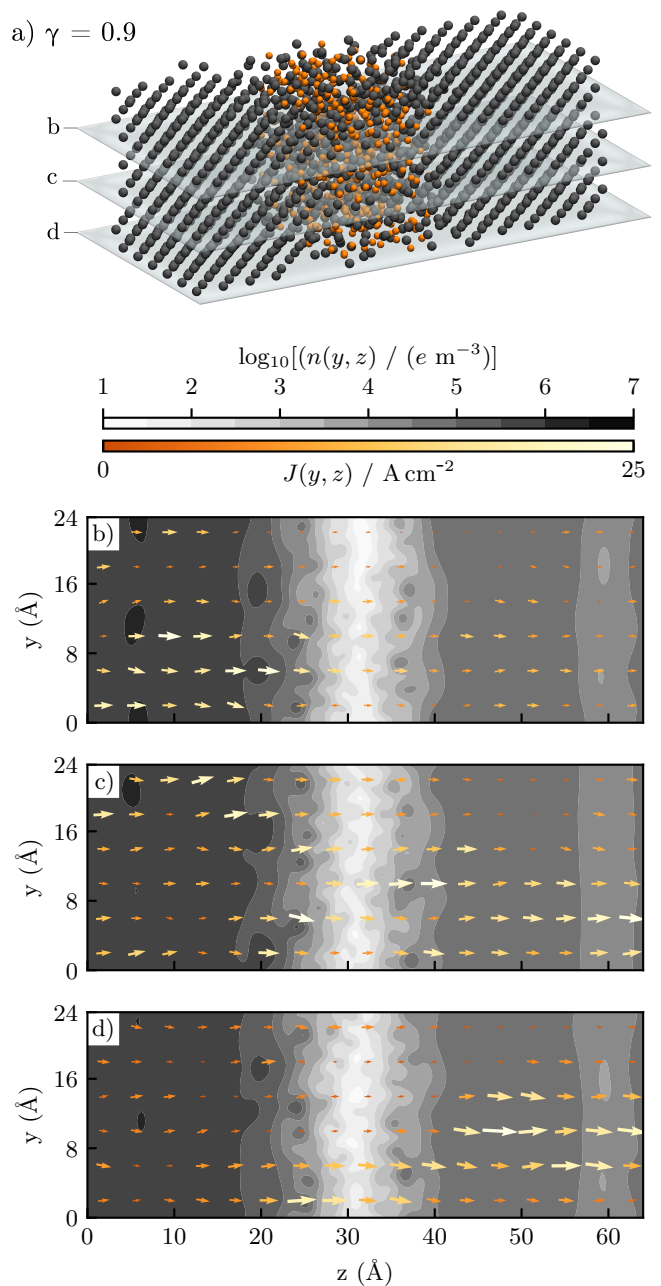 a) γ = 0.9
b
c
d
log₁₀[(n(y, z) / (e m⁻³)]
1 2 3 4 5 6 7
0 J(y, z) / A cm⁻² 25
b)
24
16
8
0
y (Å)
c)
24
16
8
0
y (Å)
d)
24
16
8
0
y (Å)
0 10 20 30 40 50 60
z (Å)